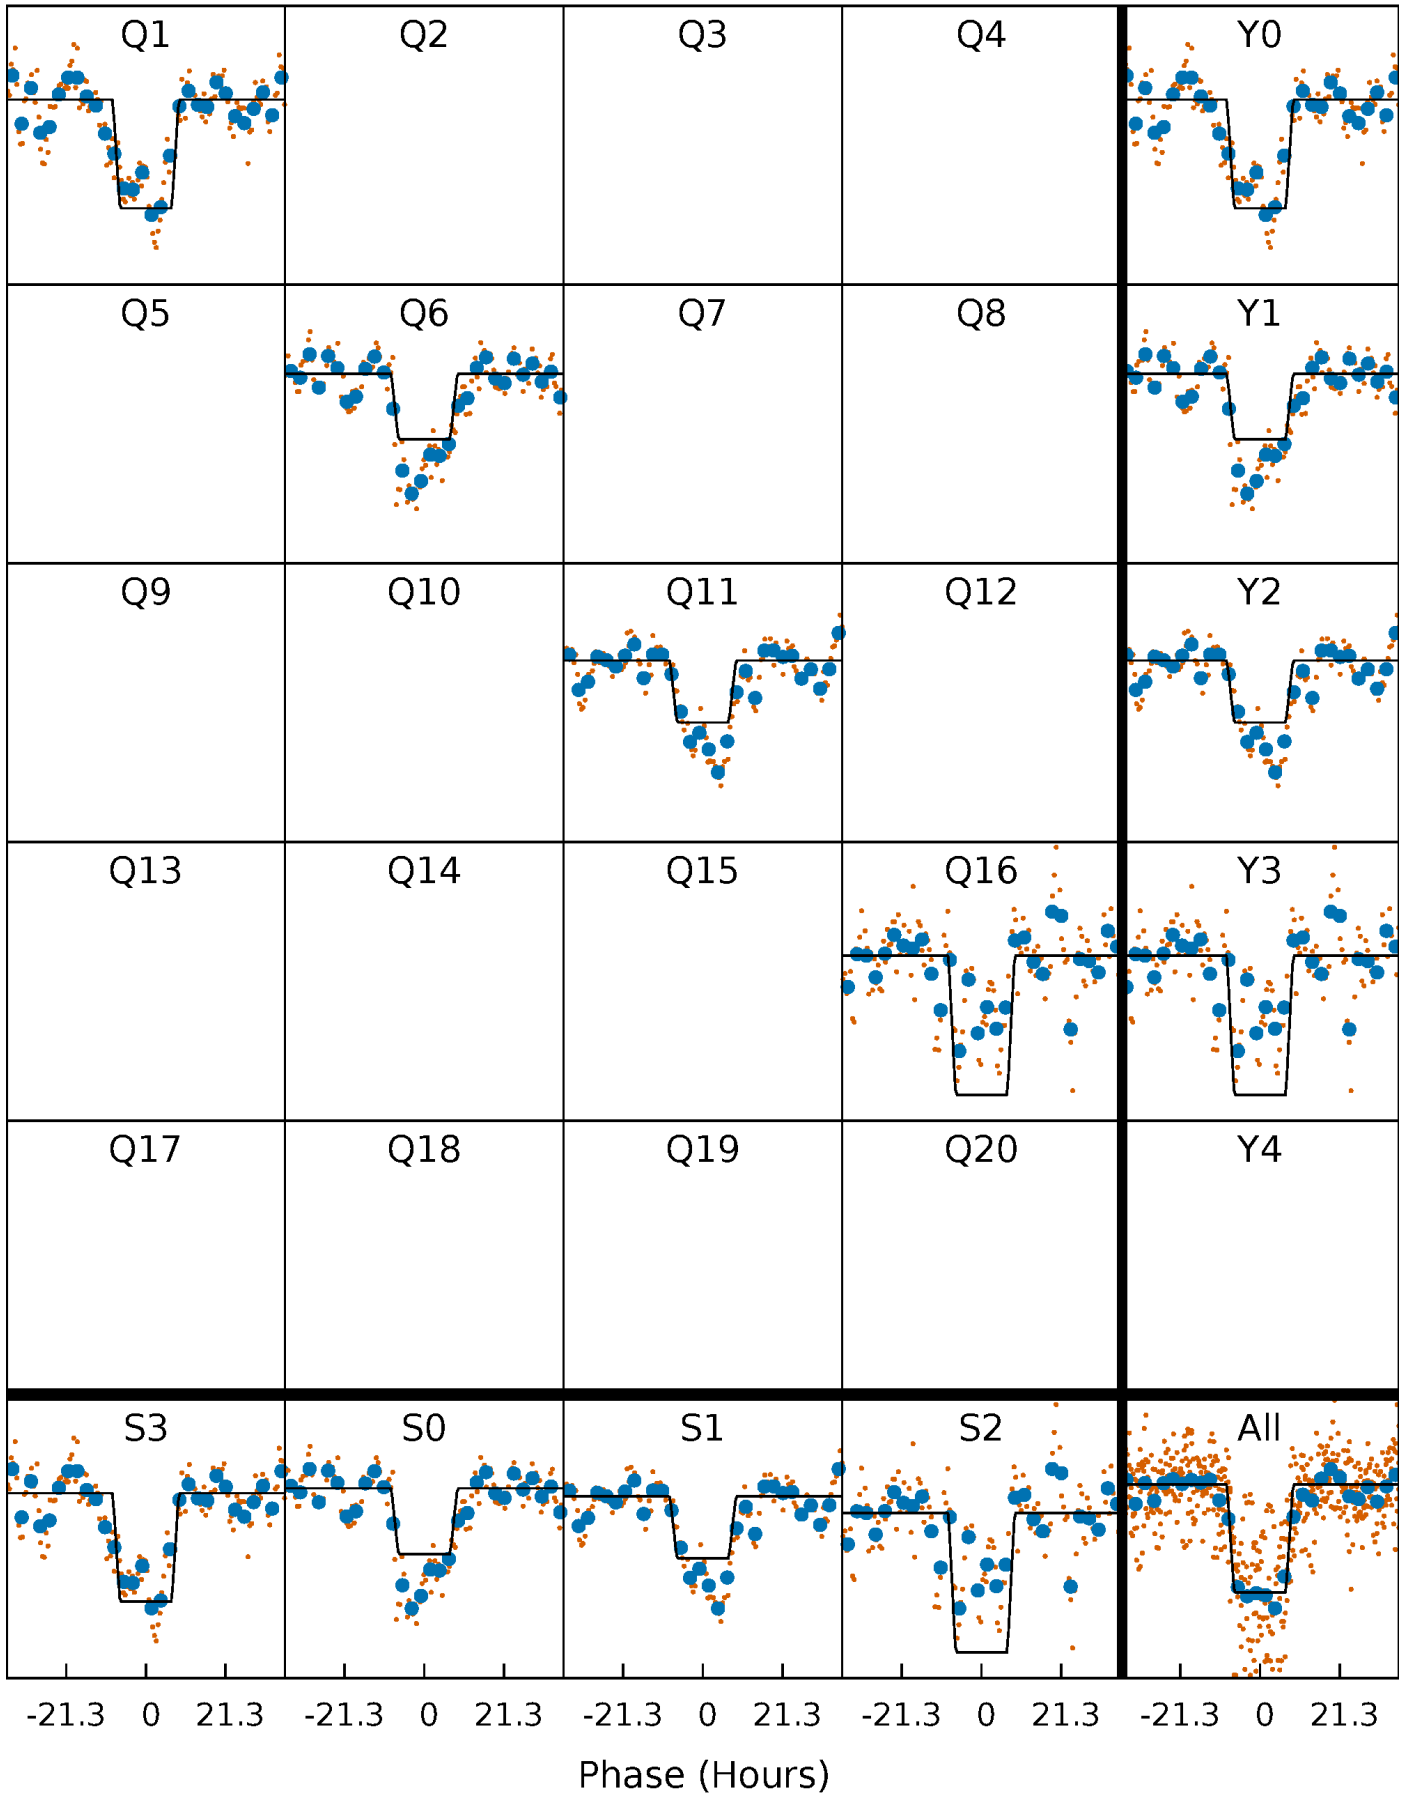 Q1 Q2 Q3 Q4 Y0
Q5 Q6 Q7 Q8 Y1
Q9 Q10 Q11 Q12 Y2
Q13 Q14 Q15 Q16 Y3
Q17 Q18 Q19 Q20 Y4
S3 S0 S1 S2 All
-21.3 0 21.3 -21.3 0 21.3 -21.3 0 21.3 -21.3 0 21.3 -21.3 0 21.3
Phase (Hours)